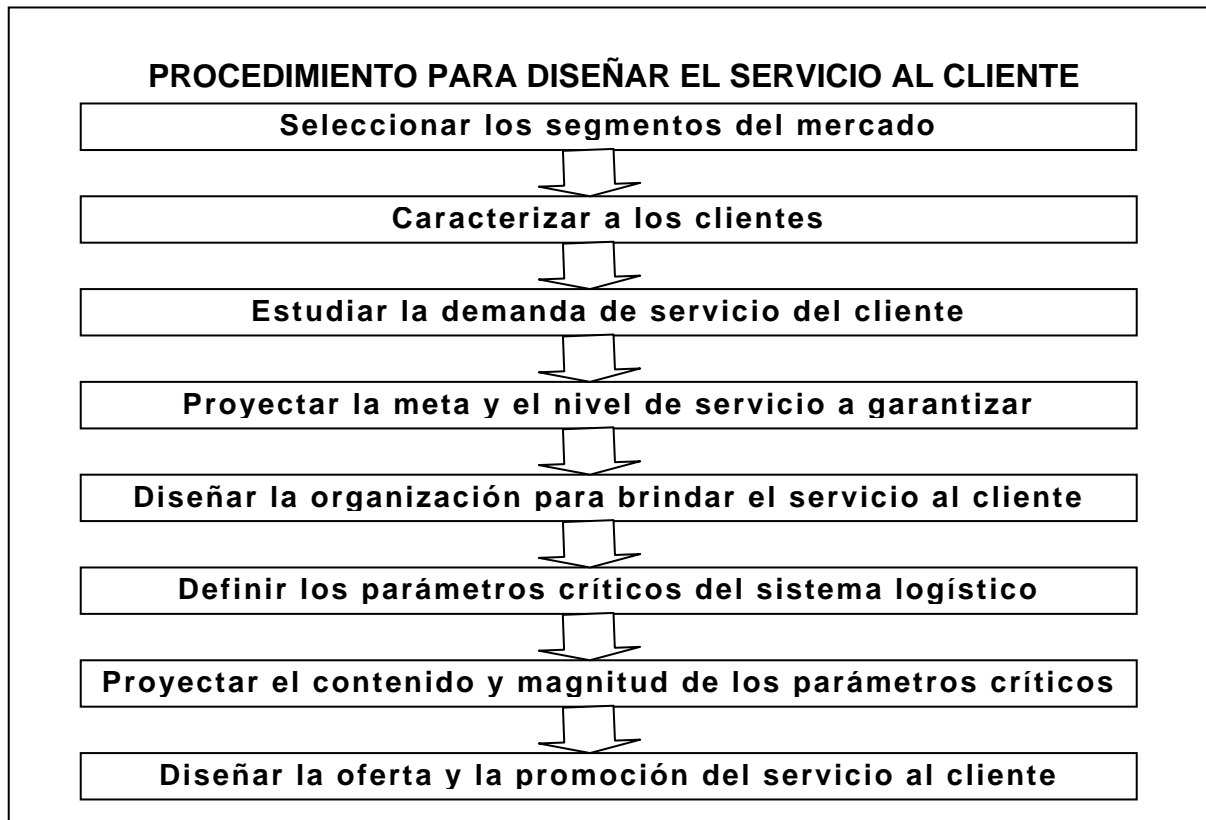 PROCEDIMIENTO PARA DISEÑAR EL SERVICIO AL CLIENTE
Seleccionar los segmentos del mercado
Caracterizar a los clientes
Estudiar la demanda de servicio del cliente
Proyectar la meta y el nivel de servicio a garantizar
Diseñar la organización para brindar el servicio al cliente
Definir los parámetros críticos del sistema logístico
Proyectar el contenido y magnitud de los parámetros críticos
Diseñar la oferta y la promoción del servicio al cliente